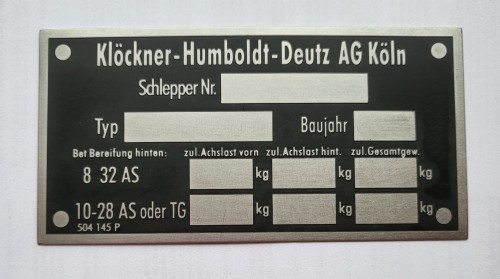 Klöckner-Humboldt-Deutz AG Köln
Schlepper Nr.
Typ Baujahr
Bei Bereifung hinten: zul. Achslast vorn zul. Achslast hint. zul. Gesamtgew.
8 32 AS kg kg kg
10-28 AS oder TG kg kg kg
504 145 P